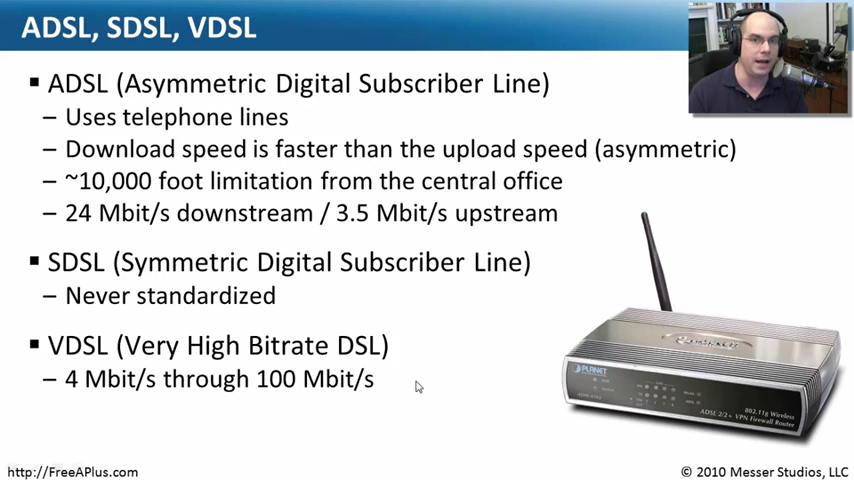 ADSL, SDSL, VDSL
▪ ADSL (Asymmetric Digital Subscriber Line)
– Uses telephone lines
– Download speed is faster than the upload speed (asymmetric)
– ~10,000 foot limitation from the central office
– 24 Mbit/s downstream / 3.5 Mbit/s upstream
▪ SDSL (Symmetric Digital Subscriber Line)
– Never standardized
▪ VDSL (Very High Bitrate DSL)
– 4 Mbit/s through 100 Mbit/s
PLANET
802.11g Wireless
ADSL 2/2+ VPN Firewall Router
http://FreeAPlus.com
© 2010 Messer Studios, LLC